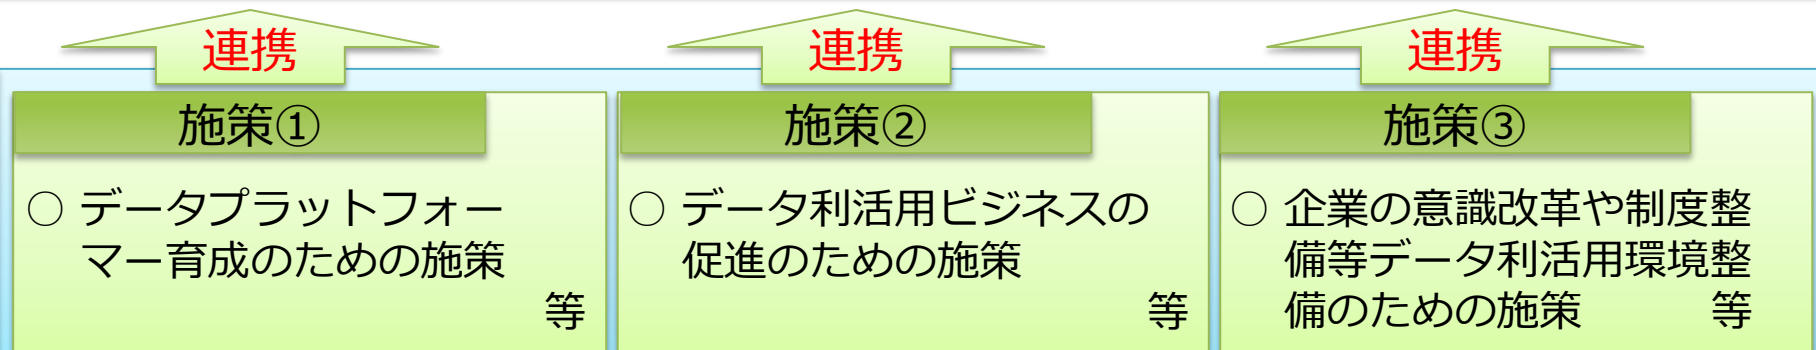 連携
連携
連携
施策①
○ データプラットフォー
マー育成のための施策
等
施策②
○ データ利活用ビジネスの
促進のための施策
等
施策③
○ 企業の意識改革や制度整
備等データ利活用環境整
備のための施策 等